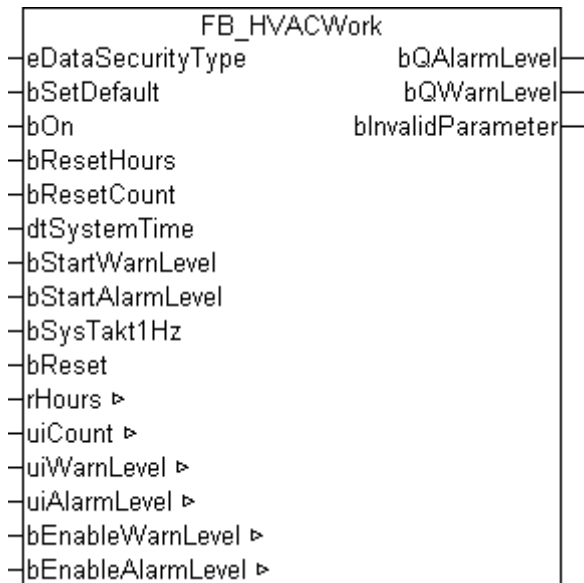 FB_HVACWork
eDataSecurityType bQAlarmLevel
bSetDefault bQWarnLevel
bOn bInvalidParameter
bResetHours
bResetCount
dtSystemTime
bStartWarnLevel
bStartAlarmLevel
bSysTakt1Hz
bReset
rHours ▹
uiCount ▹
uiWarnLevel ▹
uiAlarmLevel ▹
bEnableWarnLevel ▹
bEnableAlarmLevel ▹